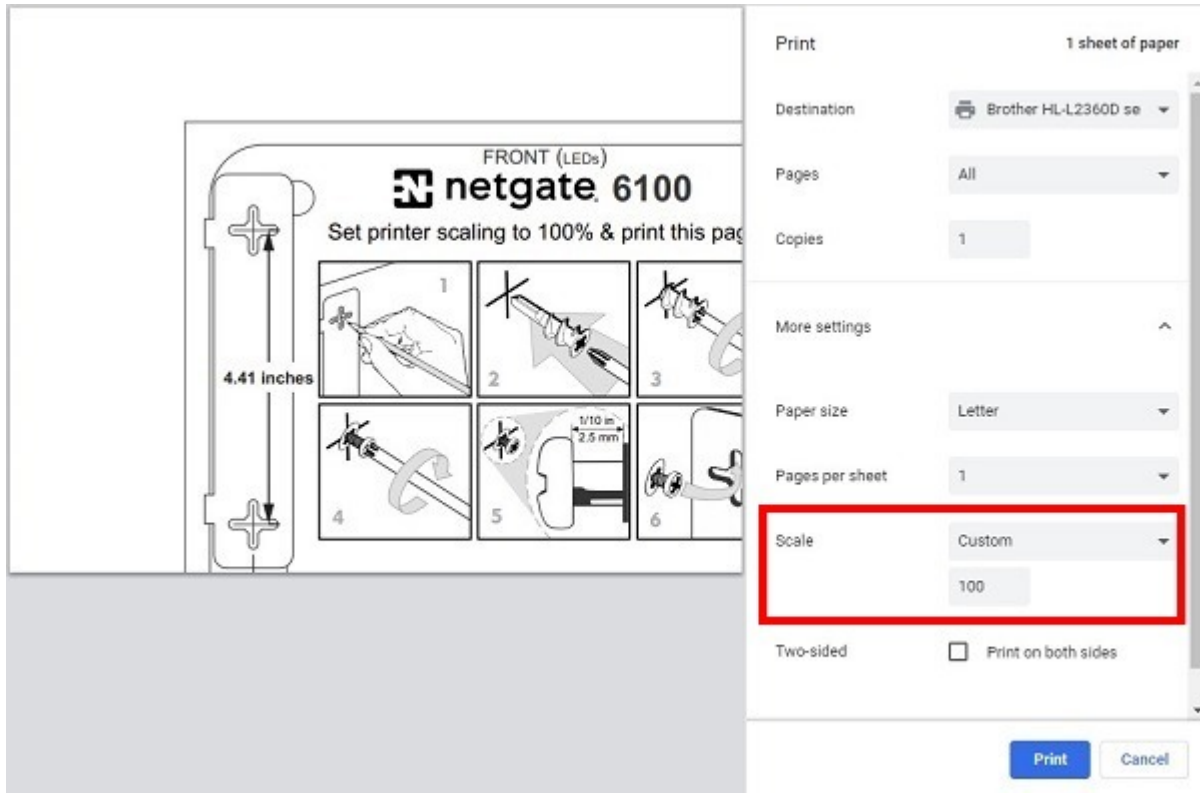 FRONT (LEDs)
netgate 6100
Set printer scaling to 100% & print this pag
1
2
3
4.41 inches
1/10 in
2.5 mm
4
5
6
Print
1 sheet of paper
Destination
Brother HL-L2360D se
Pages
All
Copies
1
More settings
Paper size
Letter
Pages per sheet
1
Scale
Custom
100
Two-sided
Print on both sides
Print
Cancel